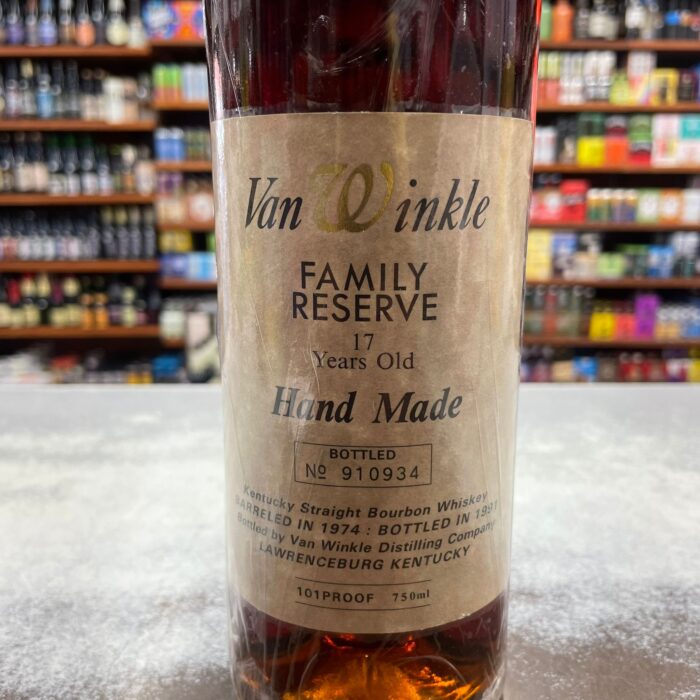 Van Winkle
FAMILY
RESERVE
17
Years Old
Hand Made
BOTTLED
Nº 910934
Kentucky Straight Bourbon Whiskey
BARRELED IN 1974 : BOTTLED IN 1991
Bottled by Van Winkle Distilling Company
LAWRENCEBURG KENTUCKY
101PROOF 750ml